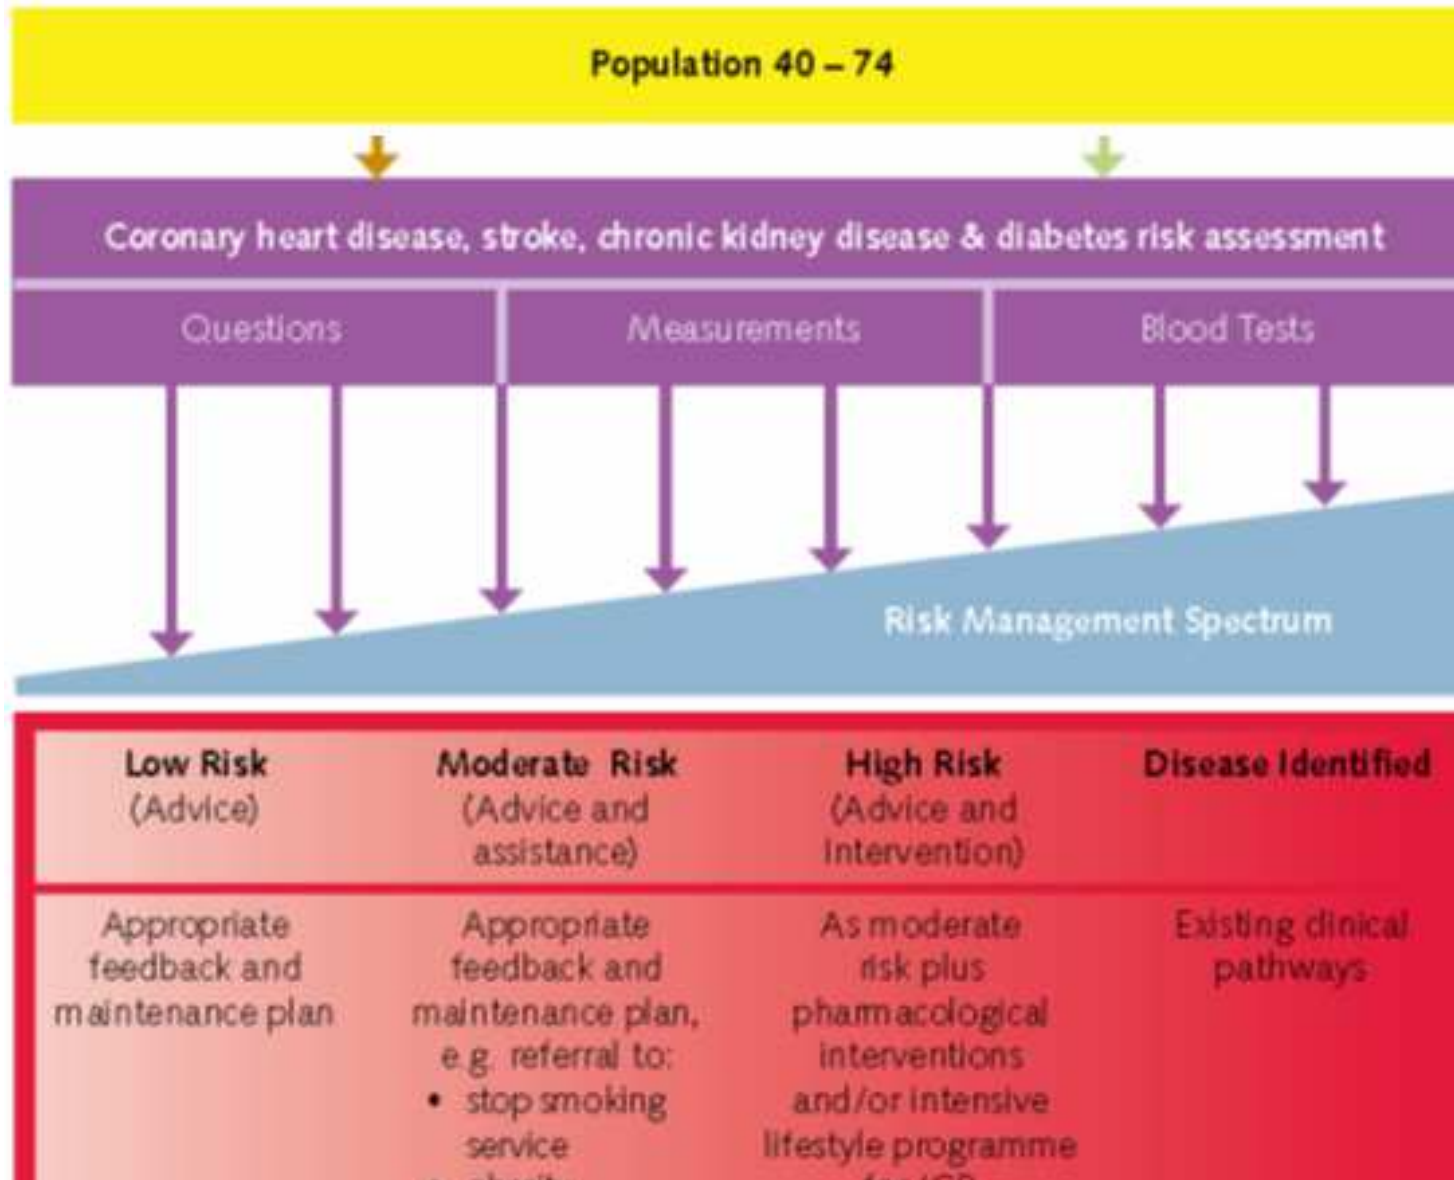 Population 40 – 74
Coronary heart disease, stroke, chronic kidney disease & diabetes risk assessment
Questions
Measurements
Blood Tests
Risk Management Spectrum
Low Risk
(Advice)
Moderate Risk
(Advice and
assistance)
High Risk
(Advice and
Intervention)
Disease Identified
Appropriate
feedback and
maintenance plan
Appropriate
feedback and
maintenance plan,
e.g. referral to:
• stop smoking
service
As moderate
risk plus
pharmacological
interventions
and/or intensive
lifestyle programme
Existing clinical
pathways